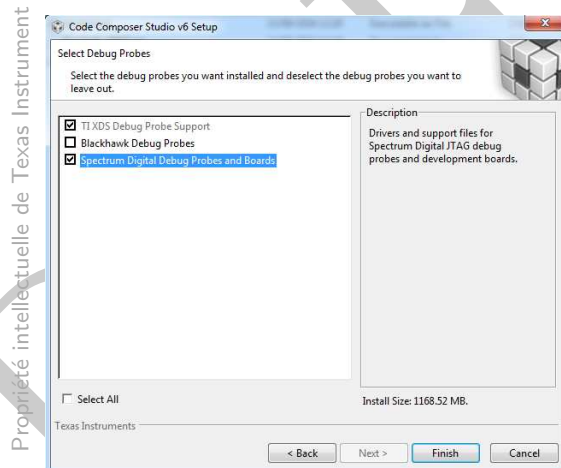 Propriété intellectuelle de Texas Instrument
Code Composer Studio v6 Setup
Select Debug Probes
Select the debug probes you want installed and deselect the debug probes you want to
leave out.
TI XDS Debug Probe Support
Blackhawk Debug Probes
Spectrum Digital Debug Probes and Boards
Description
Drivers and support files for
Spectrum Digital JTAG debug
probes and development boards.
Select All
Install Size: 1168.52 MB.
Texas Instruments
< Back
Next >
Finish
Cancel